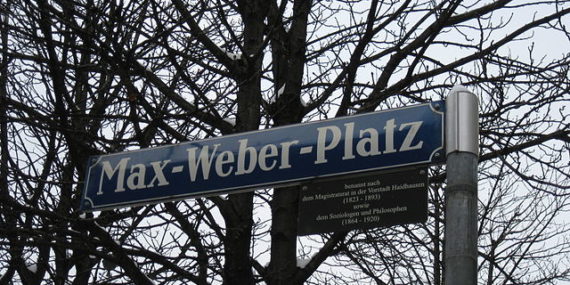 Max-Weber-Platz
benannt nach
dem Magistratsrat in der Vorstadt Haidhausen
(1823 - 1893)
sowie
dem Soziologen und Philosophen
(1864 - 1920)